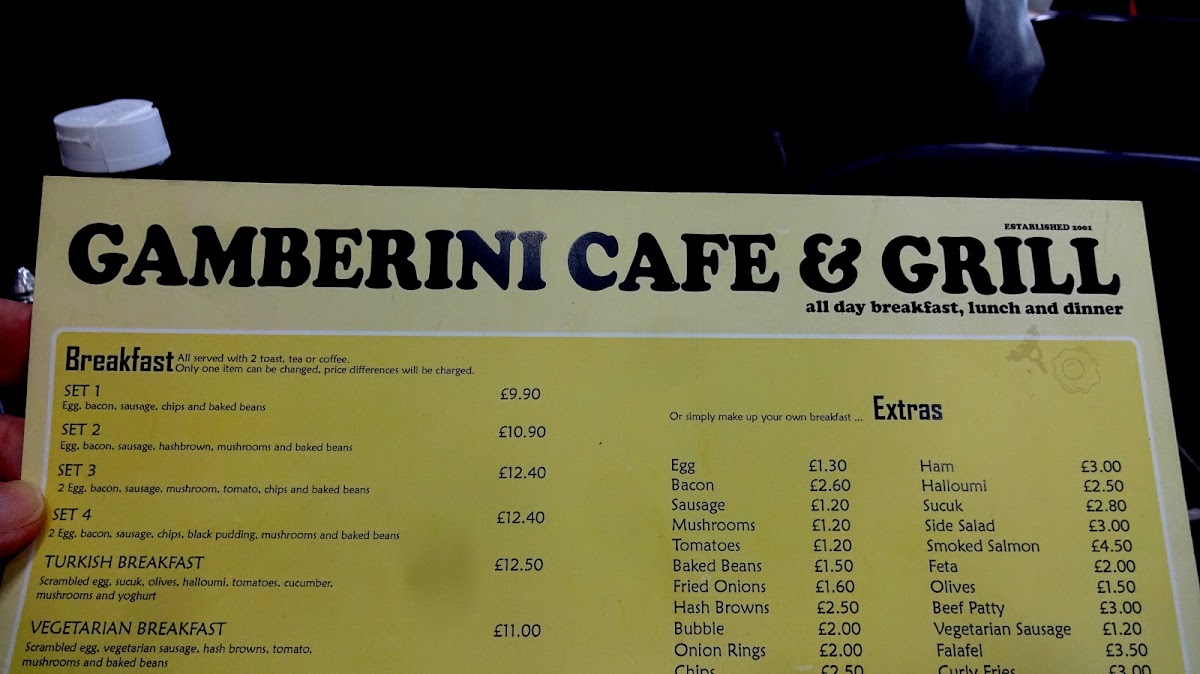 GAMBERINI CAFE & GRILL
ESTABLISHED 2001
all day breakfast, lunch and dinner
Breakfast All served with 2 toast, tea or coffee.
Only one item can be changed, price differences will be charged.
SET 1 £9.90
Egg, bacon, sausage, chips and baked beans
SET 2 £10.90
Egg, bacon, sausage, hashbrown, mushrooms and baked beans
SET 3 £12.40
2 Egg, bacon, sausage, mushroom, tomato, chips and baked beans
SET 4 £12.40
2 Egg, bacon, sausage, chips, black pudding, mushrooms and baked beans
TURKISH BREAKFAST £12.50
Scrambled egg, sucuk, olives, halloumi, tomatoes, cucumber,
mushrooms and yoghurt
VEGETARIAN BREAKFAST £11.00
Scrambled egg, vegetarian sausage, hash browns, tomato,
mushrooms and baked beans
Or simply make up your own breakfast ... Extras
Egg £1.30
Bacon £2.60
Sausage £1.20
Mushrooms £1.20
Tomatoes £1.20
Baked Beans £1.50
Fried Onions £1.60
Hash Browns £2.50
Bubble £2.00
Onion Rings £2.00
Chips £2.50
Ham £3.00
Halloumi £2.50
Sucuk £2.80
Side Salad £3.00
Smoked Salmon £4.50
Feta £2.00
Olives £1.50
Beef Patty £3.00
Vegetarian Sausage £1.20
Falafel £3.50
Curly Fries £3.00